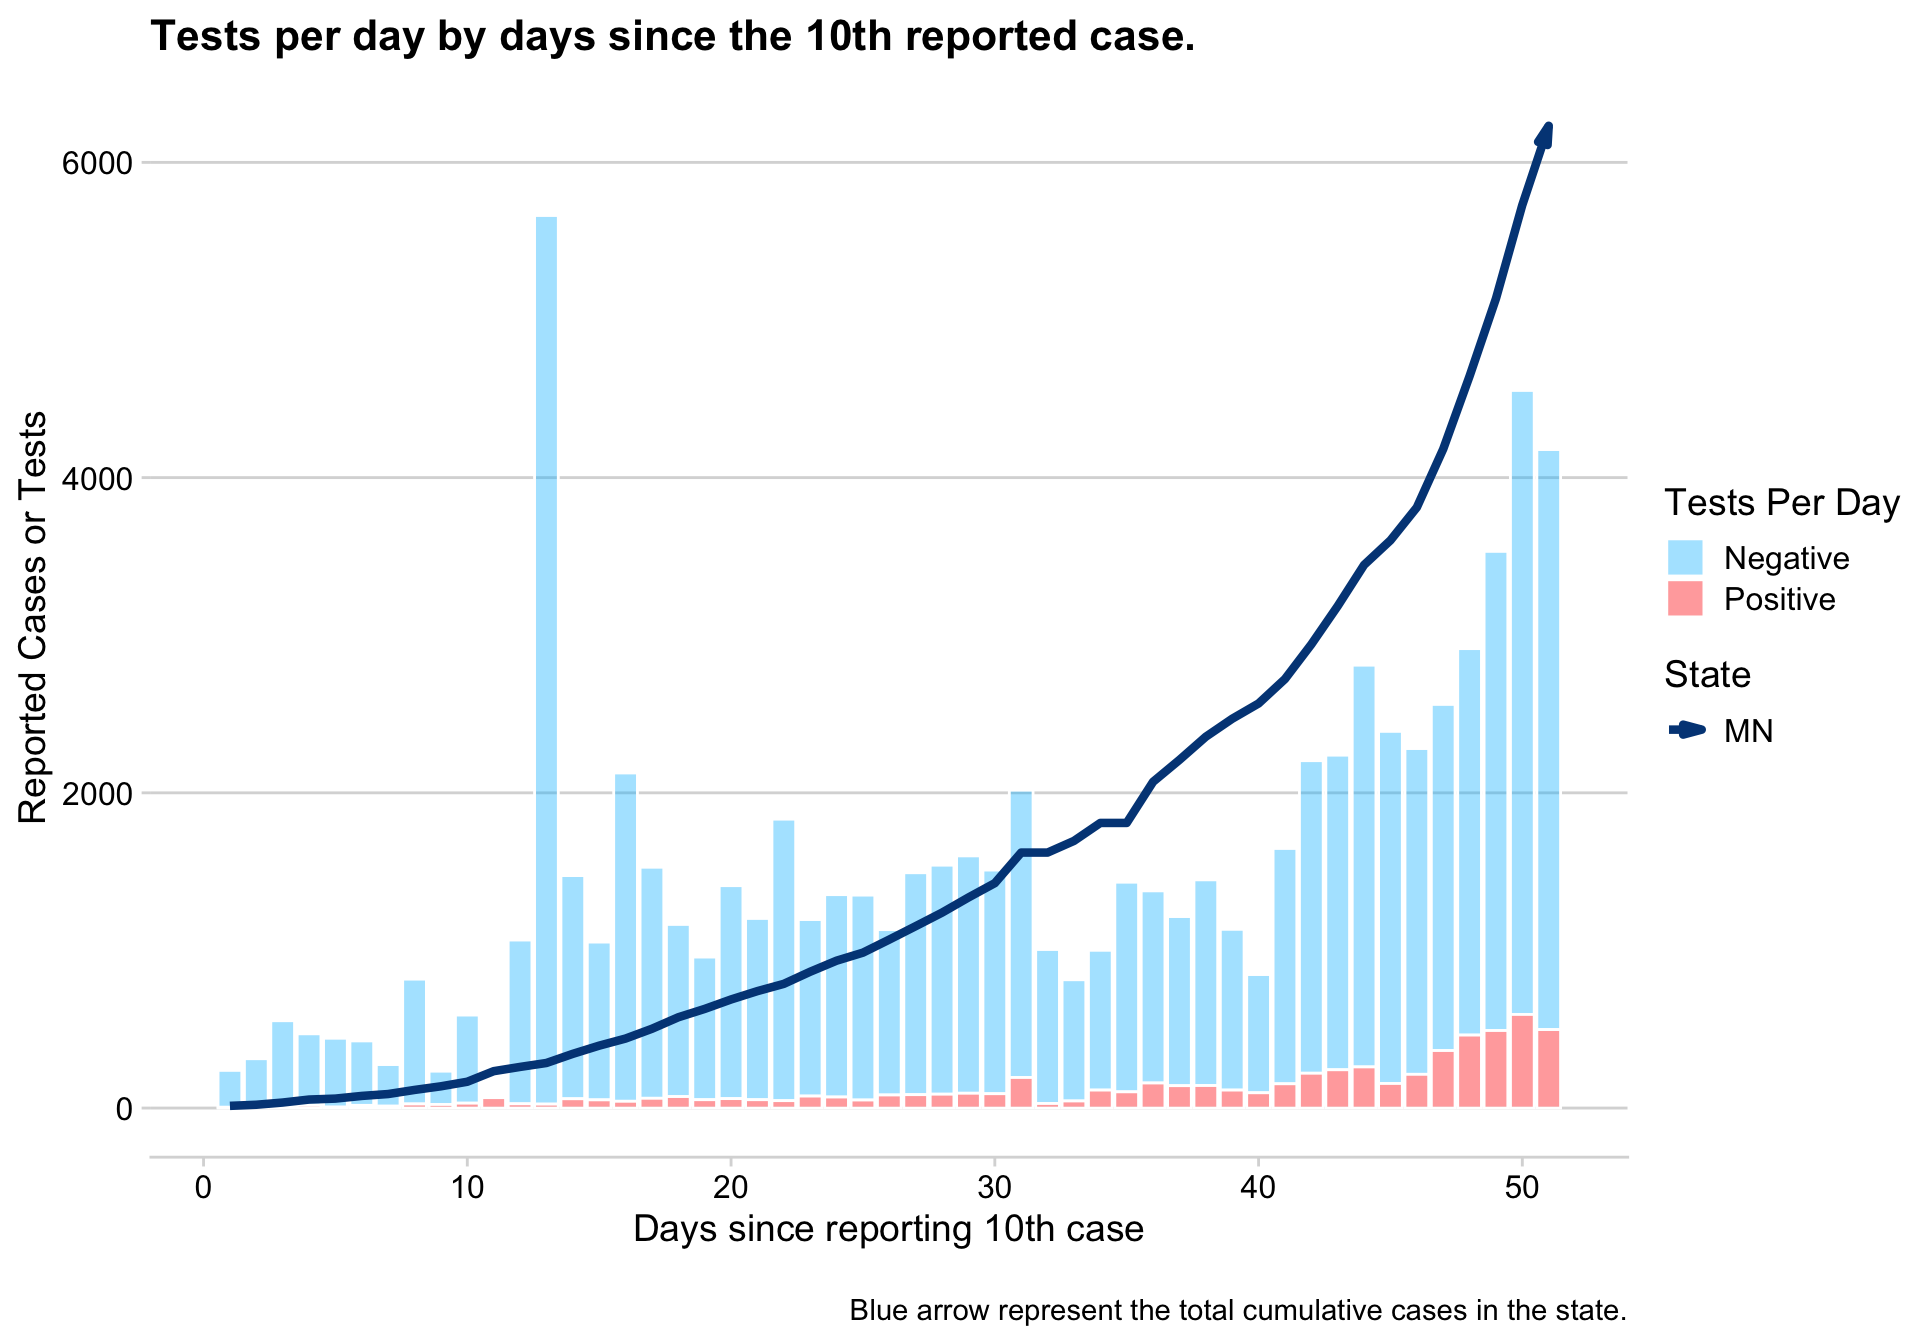 Tests per day by days since the 10th reported case.
Reported Cases or Tests
6000
4000
2000
0
0 10 20 30 40 50
Days since reporting 10th case
Tests Per Day
Negative
Positive
State
MN
Blue arrow represent the total cumulative cases in the state.